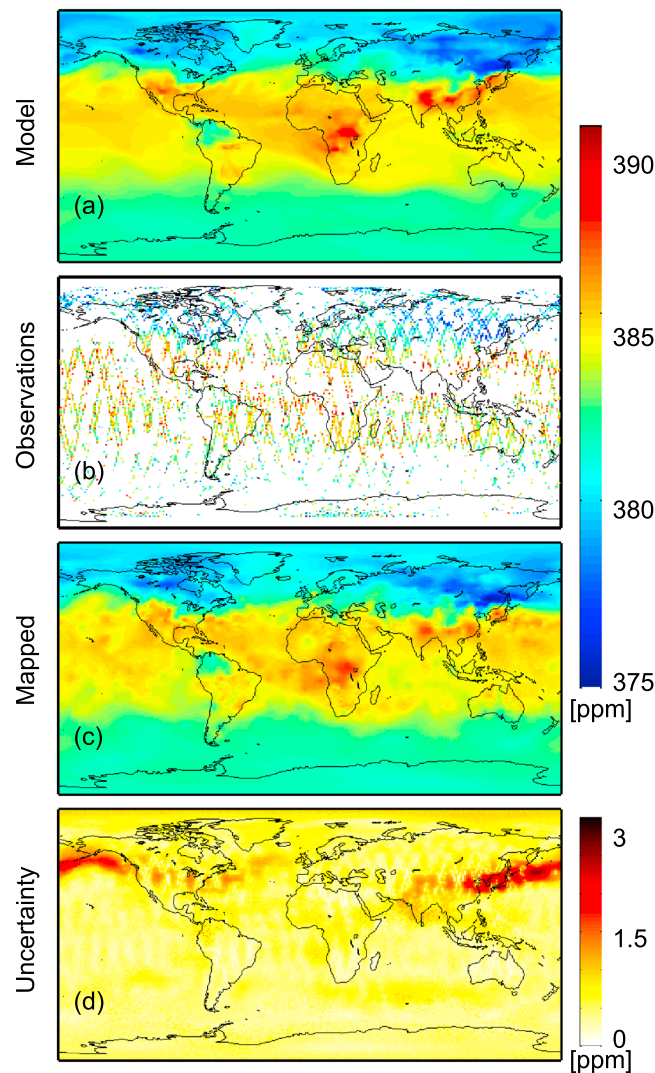 Model
(a)
Observations
(b)
Mapped
(c)
390
385
380
375
[ppm]
Uncertainty
(d)
3
1.5
0
[ppm]